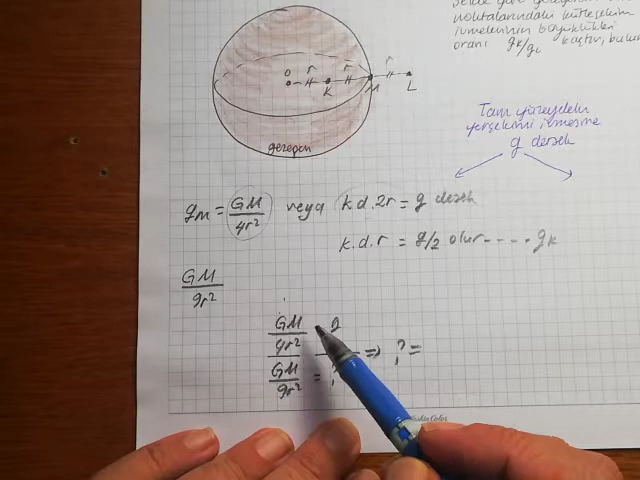 noktalarındaki kütleçekim
ivmelerinin büyüklükleri
oranı gK/gL kaçtır, bulun
O r K r M r L
gezegen
Tam yüzeydeki
yerçekimi ivmesine
g dersek
gM = GM/4r² veya k.d.2r = g dersek
k.d.r = g/2 olur ---- gK
GM/9r²
GM/4r² = g
GM/9r² = ? ⇒ ? =